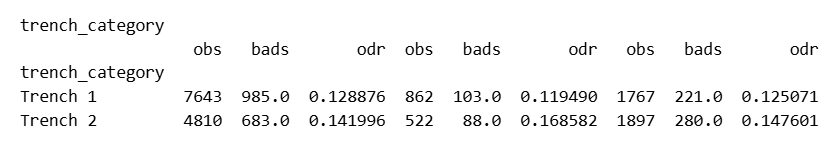 trench_category
obs bads odr obs bads odr obs bads odr
trench_category
Trench 1 7643 985.0 0.128876 862 103.0 0.119490 1767 221.0 0.125071
Trench 2 4810 683.0 0.141996 522 88.0 0.168582 1897 280.0 0.147601